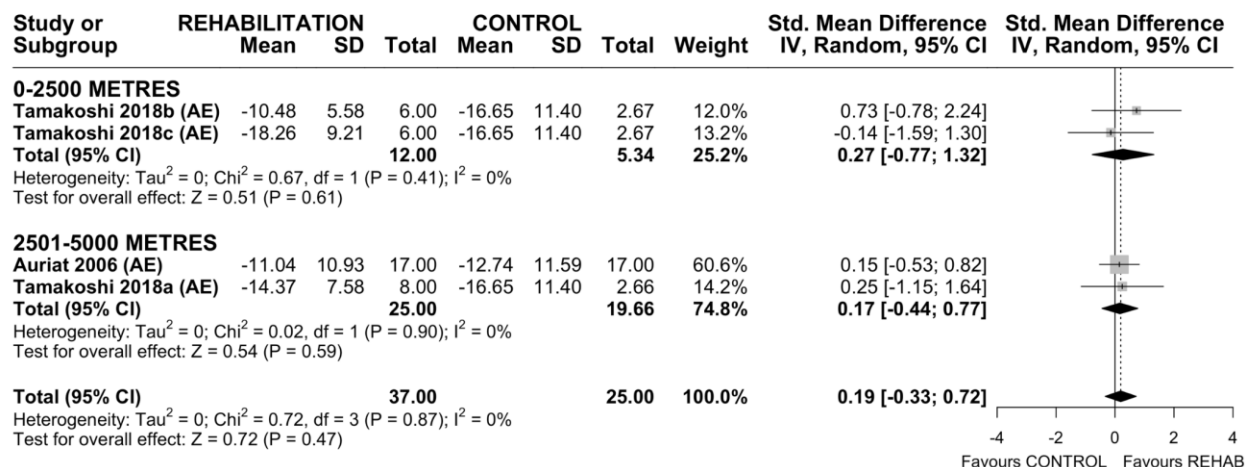 Study or REHABILITATION CONTROL Std. Mean Difference Std. Mean Difference
Subgroup Mean SD Total Mean SD Total Weight IV, Random, 95% CI IV, Random, 95% CI
0-2500 METRES
Tamakoshi 2018b (AE) -10.48 5.58 6.00 -16.65 11.40 2.67 12.0% 0.73 [-0.78; 2.24]
Tamakoshi 2018c (AE) -18.26 9.21 6.00 -16.65 11.40 2.67 13.2% -0.14 [-1.59; 1.30]
Total (95% CI) 12.00 5.34 25.2% 0.27 [-0.77; 1.32]
Heterogeneity: Tau² = 0; Chi² = 0.67, df = 1 (P = 0.41); I² = 0%
Test for overall effect: Z = 0.51 (P = 0.61)
2501-5000 METRES
Auriat 2006 (AE) -11.04 10.93 17.00 -12.74 11.59 17.00 60.6% 0.15 [-0.53; 0.82]
Tamakoshi 2018a (AE) -14.37 7.58 8.00 -16.65 11.40 2.66 14.2% 0.25 [-1.15; 1.64]
Total (95% CI) 25.00 19.66 74.8% 0.17 [-0.44; 0.77]
Heterogeneity: Tau² = 0; Chi² = 0.02, df = 1 (P = 0.90); I² = 0%
Test for overall effect: Z = 0.54 (P = 0.59)
Total (95% CI) 37.00 25.00 100.0% 0.19 [-0.33; 0.72]
Heterogeneity: Tau² = 0; Chi² = 0.72, df = 3 (P = 0.87); I² = 0%
Test for overall effect: Z = 0.72 (P = 0.47)
-4 -2 0 2 4
Favours CONTROL Favours REHAB